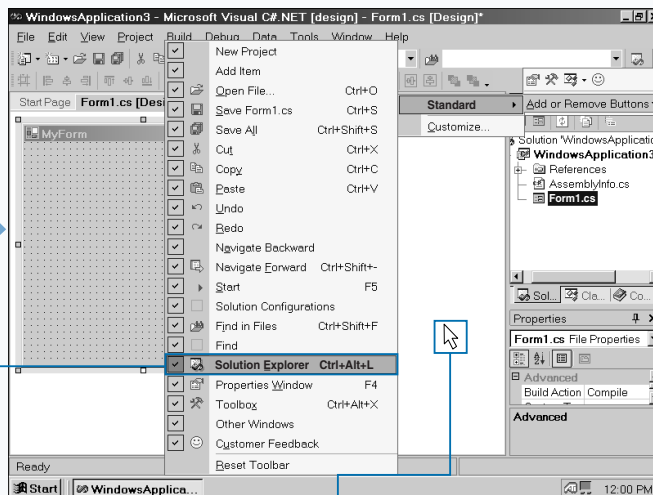 WindowsApplication3 - Microsoft Visual C#.NET [design] - Form1.cs [Design]*
File Edit View Project Build Debug Data Tools Window Help
Start Page Form1.cs [Desi
MyForm
New Project
Add Item
Open File... Ctrl+O
Save Form1.cs Ctrl+S
Save All Ctrl+Shift+S
Cut Ctrl+X
Copy Ctrl+C
Paste Ctrl+V
Undo
Redo
Navigate Backward
Navigate Forward Ctrl+Shift+-
Start F5
Solution Configurations
Find in Files Ctrl+Shift+F
Find
Solution Explorer Ctrl+Alt+L
Properties Window F4
Toolbox Ctrl+Alt+X
Other Windows
Customer Feedback
Reset Toolbar
Standard
Customize...
Add or Remove Buttons
Solution 'WindowsApplicatio
WindowsApplication3
References
AssemblyInfo.cs
Form1.cs
Sol... Cla... Co...
Properties
Form1.cs File Properties
Advanced
Build Action Compile
Advanced
Ready
Start WindowsApplica... 12:00 PM